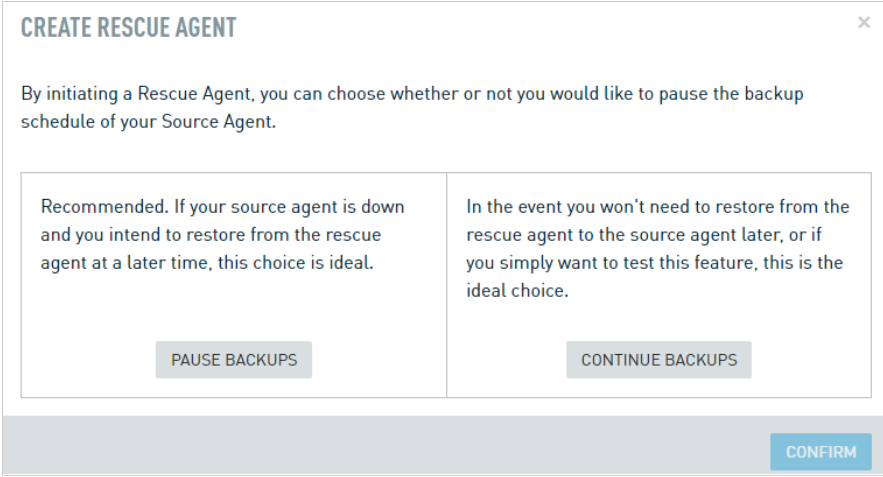 CREATE RESCUE AGENT
×
By initiating a Rescue Agent, you can choose whether or not you would like to pause the backup
schedule of your Source Agent.
Recommended. If your source agent is down
and you intend to restore from the rescue
agent at a later time, this choice is ideal.
PAUSE BACKUPS
In the event you won't need to restore from the
rescue agent to the source agent later, or if
you simply want to test this feature, this is the
ideal choice.
CONTINUE BACKUPS
CONFIRM